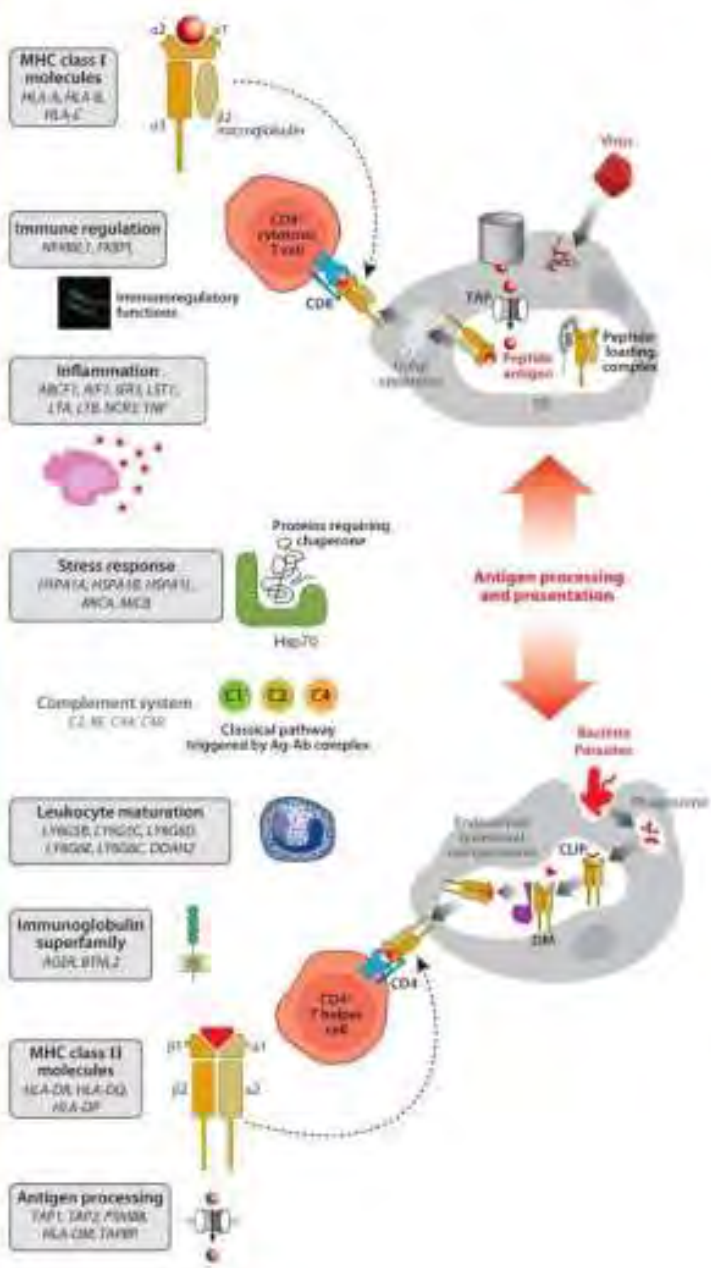 α2
α1
MHC class I
molecules
HLA-A, HLA-B,
HLA-C
α3
β2
microglobulin
Virus
Immune regulation
CD8+
cytotoxic
T cell
CD8
TAP
Immunoregulatory
functions
Peptide
antigen
Peptide
loading
complex
ER
Inflammation
ABCF1, AIF1, IER3, LST1,
LTA, LTB, NCR3, TNF
Proteins requiring
chaperone
Stress response
HSPA1A, HSPA1B, HSPA1L,
MICA, MICB
Hsp70
Antigen processing
and presentation
Complement system
C2, BF, C4A, C4B
C1
C2
C4
Classical pathway
triggered by Ag-Ab complex
Bacteria
Parasites
Phagosome
Leukocyte maturation
LY6G5B, LY6G5C, LY6G6D,
LY6G6E, LY6G6C, DDAH2
CLIP
DM
Immunoglobulin
superfamily
AGER, BTNL2
CD4
CD4+
T helper
cell
MHC class II
molecules
HLA-DR, HLA-DQ,
HLA-DP
β1
α1
β2
α2
Antigen processing
TAP1, TAP2, PSMB8,
HLA-DM, TAPBP